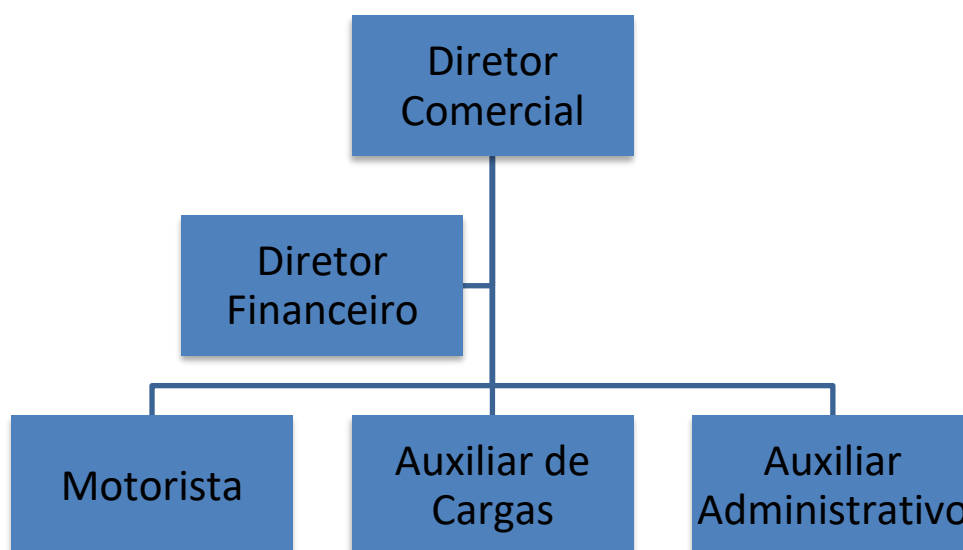 Diretor
Comercial
Diretor
Financeiro
Motorista
Auxiliar de
Cargas
Auxiliar
Administrativo